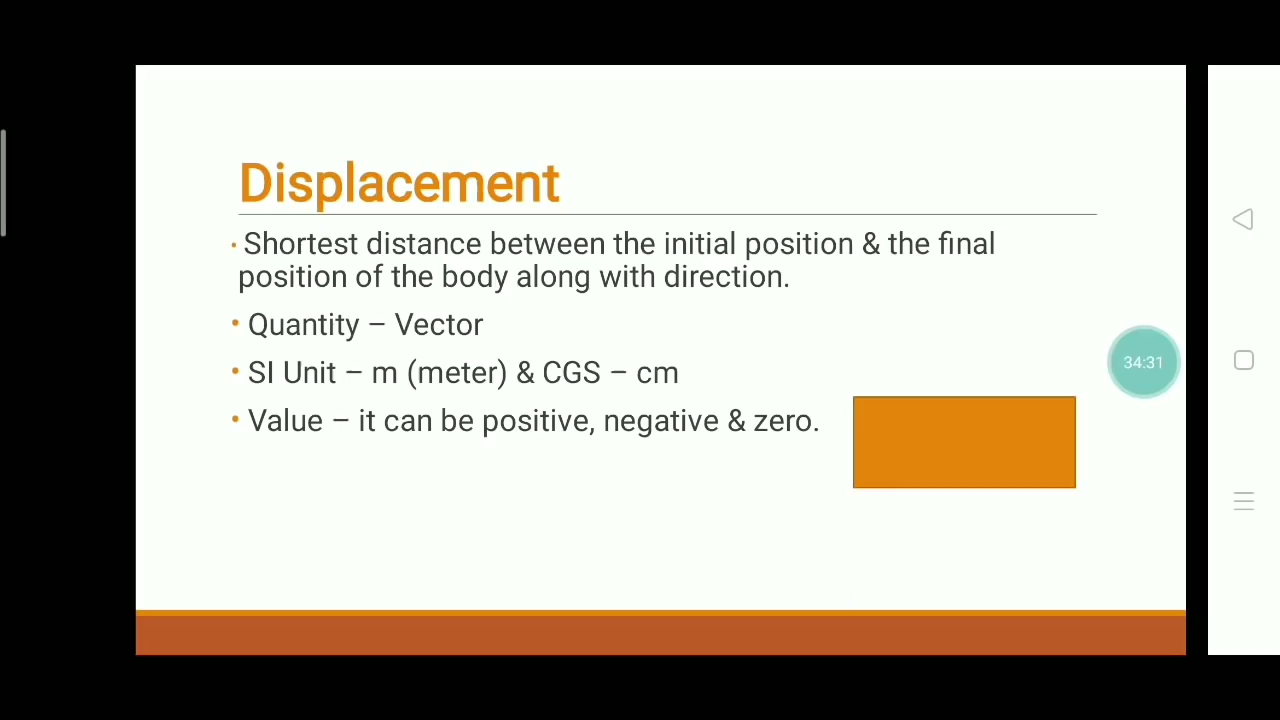 Displacement
• Shortest distance between the initial position & the final
position of the body along with direction.
• Quantity – Vector
• SI Unit – m (meter) & CGS – cm
34:31
• Value – it can be positive, negative & zero.